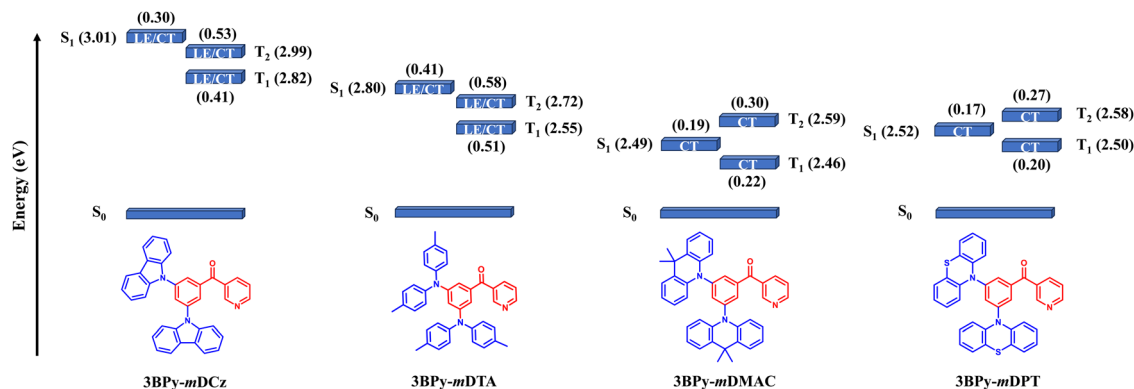 Energy (eV)
(0.30)
S1 (3.01)
LE/CT
(0.53)
LE/CT
T2 (2.99)
LE/CT
T1 (2.82)
(0.41)
(0.41)
S1 (2.80)
LE/CT
(0.58)
LE/CT
T2 (2.72)
LE/CT
T1 (2.55)
(0.51)
(0.19)
S1 (2.49)
CT
(0.30)
CT
T2 (2.59)
CT
T1 (2.46)
(0.22)
(0.17)
S1 (2.52)
CT
(0.27)
CT
T2 (2.58)
CT
T1 (2.50)
(0.20)
S0
S0
S0
S0
N
O
N
N
3BPy-mDCz
N
O
N
N
3BPy-mDTA
N
O
N
N
3BPy-mDMAC
S
N
O
N
N
S
3BPy-mDPT